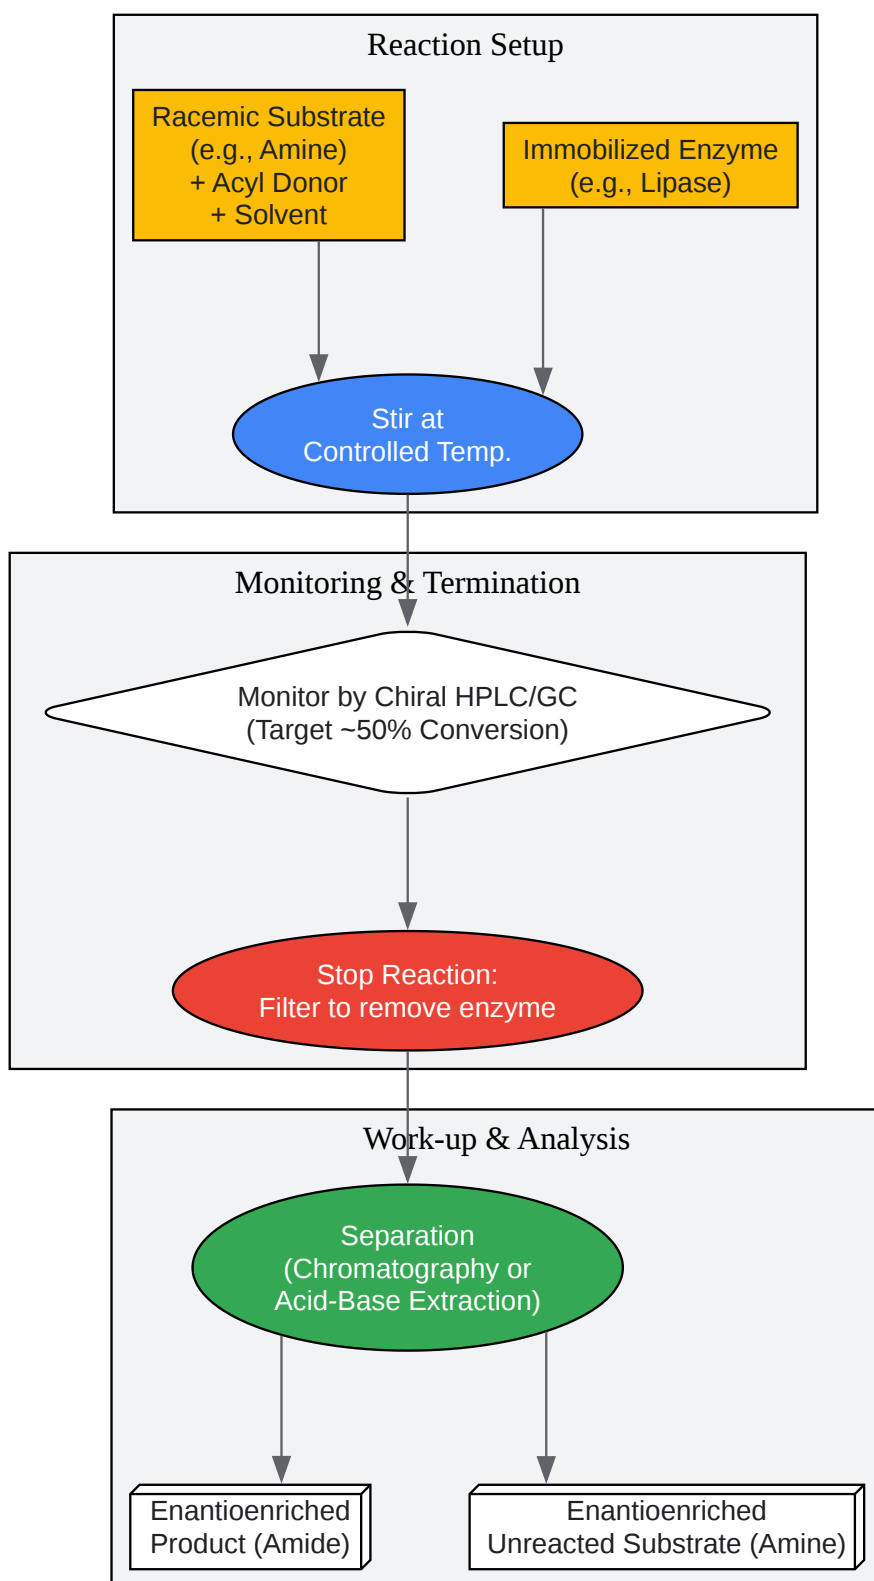 Reaction Setup
Racemic Substrate
(e.g., Amine)
+ Acyl Donor
+ Solvent
Immobilized Enzyme
(e.g., Lipase)
Stir at
Controlled Temp.
Monitoring & Termination
Monitor by Chiral HPLC/GC
(Target ~50% Conversion)
Stop Reaction:
Filter to remove enzyme
Work-up & Analysis
Separation
(Chromatography or
Acid-Base Extraction)
Enantioenriched
Product (Amide)
Enantioenriched
Unreacted Substrate (Amine)